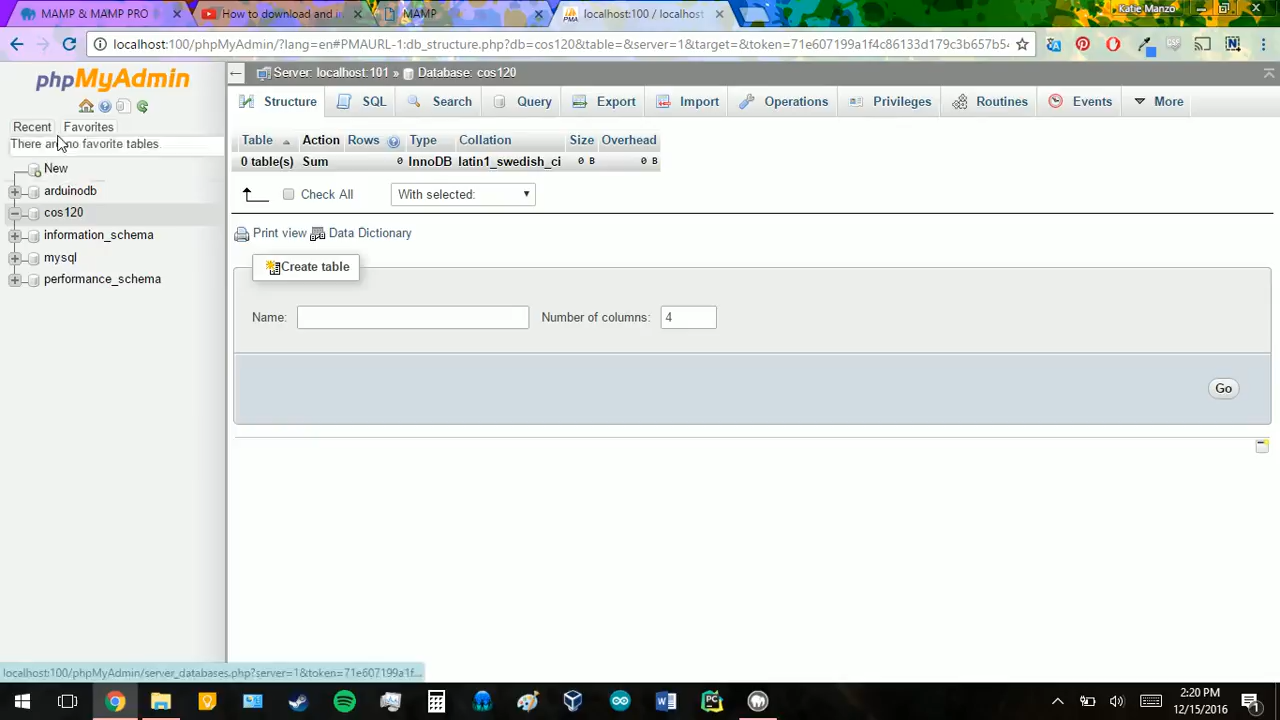 MAMP & MAMP PRO
How to download and in
MAMP
localhost:100 / localhost
Katie Manzo
localhost:100/phpMyAdmin/?lang=en#PMAURL-1:db_structure.php?db=cos120&table=&server=1&target=&token=71e607199a1f4c86133d179c3b657b5
phpMyAdmin
Recent Favorites
There are no favorite tables.
New
arduinodb
cos120
information_schema
mysql
performance_schema
Server: localhost:101 » Database: cos120
Structure SQL Search Query Export Import Operations Privileges Routines Events More
Table Action Rows Type Collation Size Overhead
0 table(s) Sum 0 InnoDB latin1_swedish_ci 0 B 0 B
Check All With selected:
Print view Data Dictionary
Create table
Name: Number of columns: 4
Go
localhost:100/phpMyAdmin/server_databases.php?server=1&token=71e607199a1f...
2:20 PM
12/15/2016